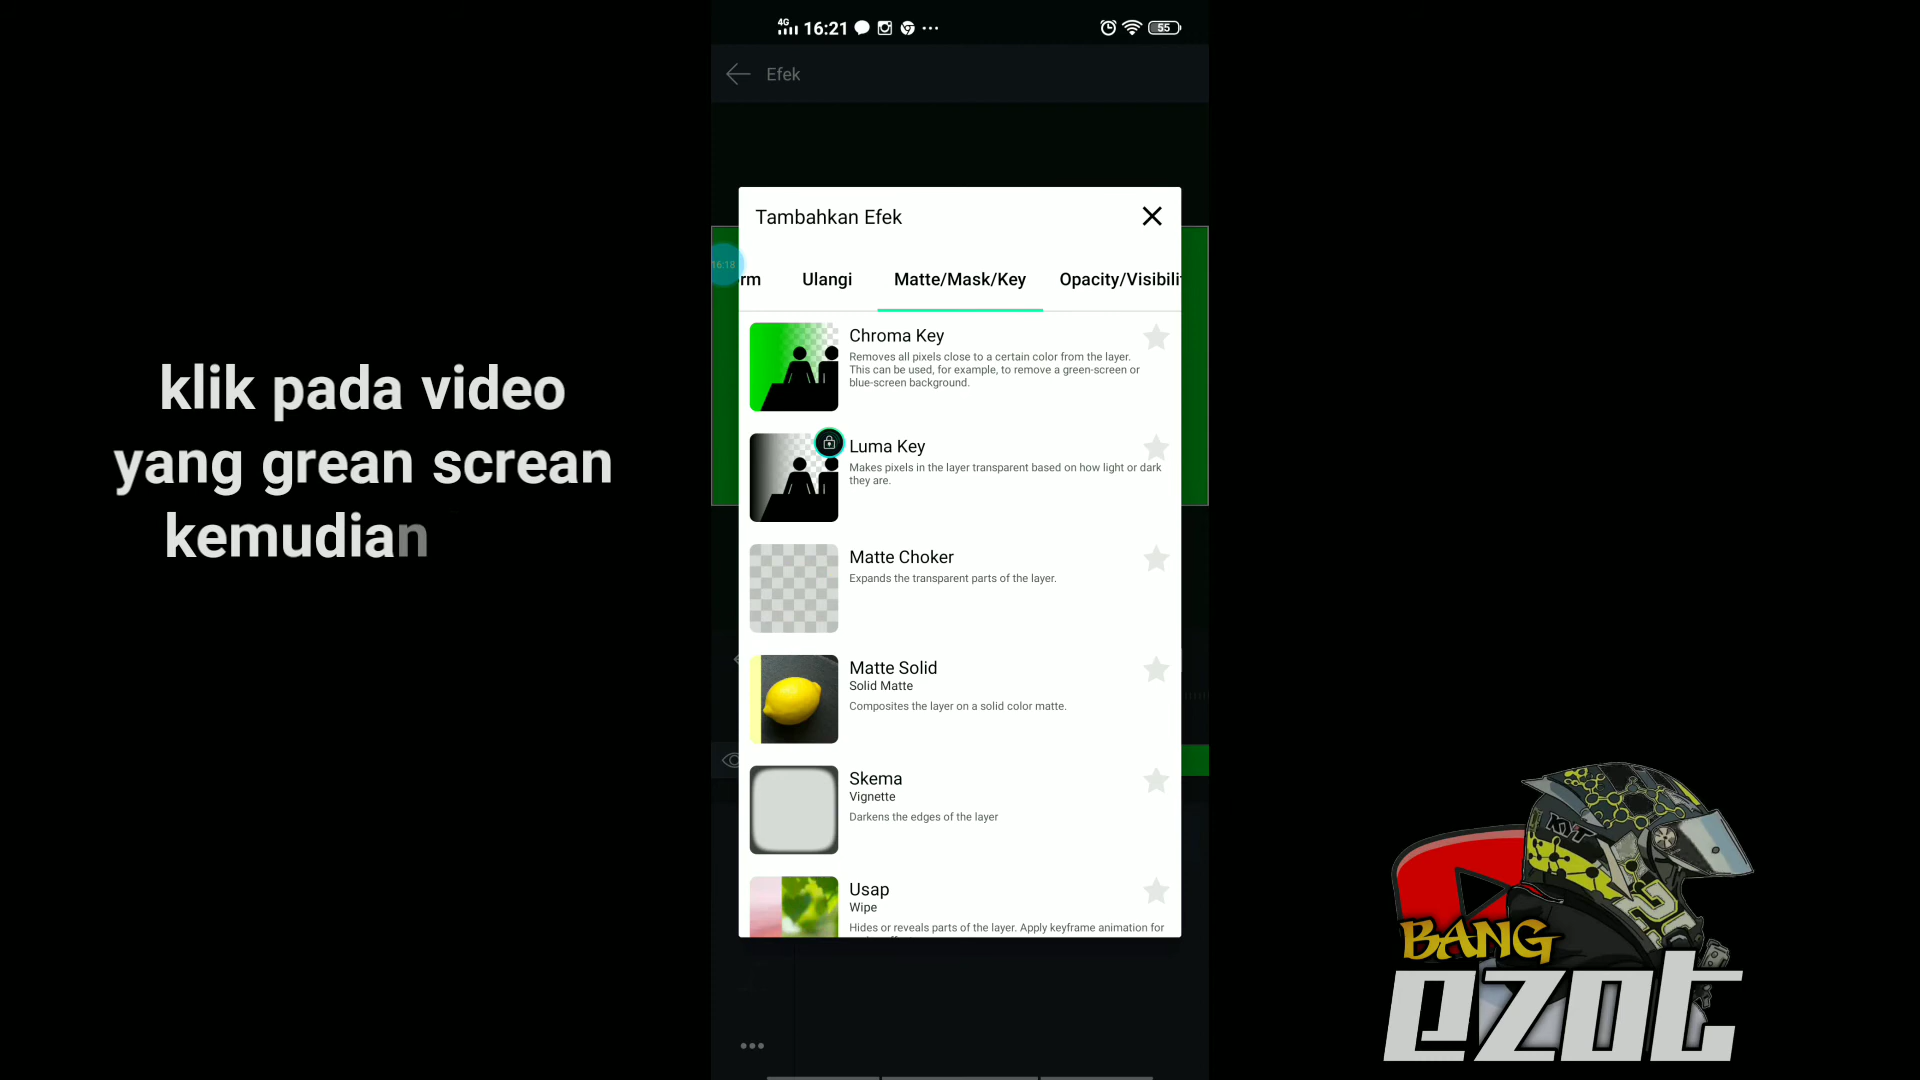 4G 16:21
55
Efek
Tambahkan Efek
16:18
rm Ulangi Matte/Mask/Key Opacity/Visibili
Chroma Key
Removes all pixels close to a certain color from the layer.
This can be used, for example, to remove a green-screen or
blue-screen background.
Luma Key
Makes pixels in the layer transparent based on how light or dark
they are.
Matte Choker
Expands the transparent parts of the layer.
Matte Solid
Solid Matte
Composites the layer on a solid color matte.
Skema
Vignette
Darkens the edges of the layer
Usap
Wipe
Hides or reveals parts of the layer. Apply keyframe animation for
klik pada video
yang grean screan
kemudian
KYT
BANG
ezot